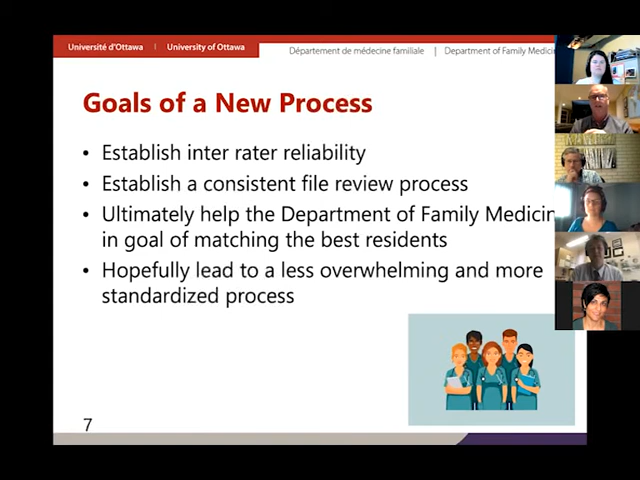 Université d'Ottawa | University of Ottawa
Département de médecine familiale | Department of Family Medicin
Goals of a New Process
• Establish inter rater reliability
• Establish a consistent file review process
• Ultimately help the Department of Family Medicin
in goal of matching the best residents
• Hopefully lead to a less overwhelming and more
standardized process
7